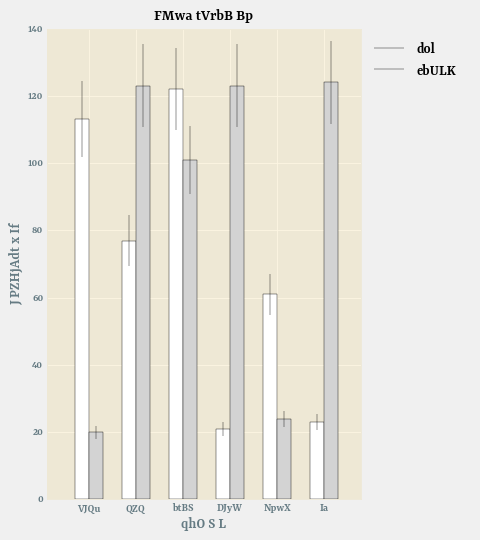 FMwa tVrbB Bp
dol
ebULK
JPZHjAdt x If
140
120
100
80
60
40
20
0
VJQu QZQ btBS DJyW NpwX Ia
qhO S L